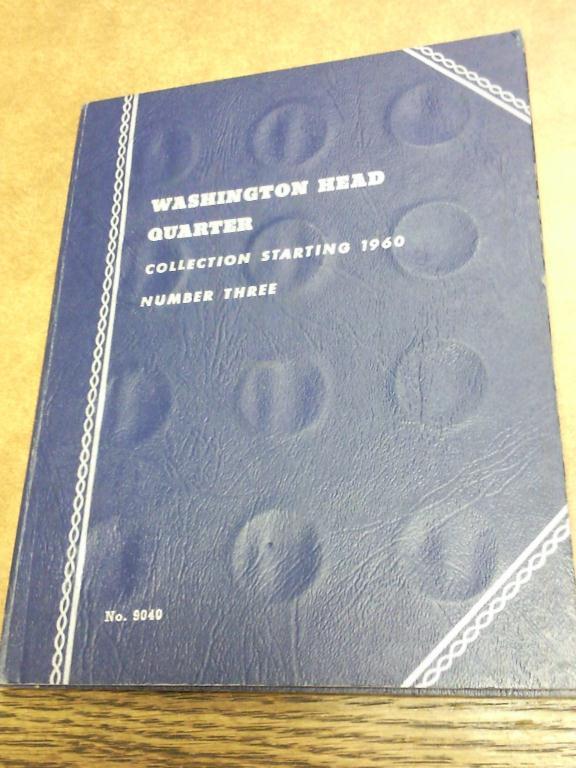 WASHINGTON HEAD
QUARTER
COLLECTION STARTING 1960
NUMBER THREE
No. 9040